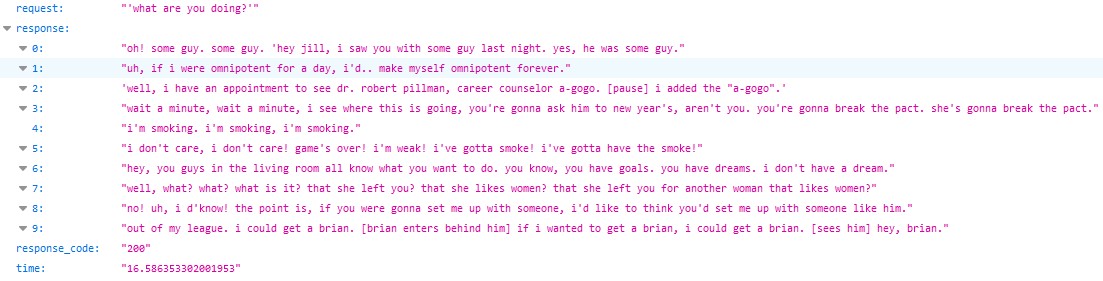 request: "'what are you doing?'"
response:
0: "oh! some guy. some guy. 'hey jill, i saw you with some guy last night. yes, he was some guy."
1: "uh, if i were omnipotent for a day, i'd.. make myself omnipotent forever."
2: 'well, i have an appointment to see dr. robert pillman, career counselor a-gogo. [pause] i added the "a-gogo".'
3: "wait a minute, wait a minute, i see where this is going, you're gonna ask him to new year's, aren't you. you're gonna break the pact. she's gonna break the pact."
4: "i'm smoking. i'm smoking, i'm smoking."
5: "i don't care, i don't care! game's over! i'm weak! i've gotta smoke! i've gotta have the smoke!"
6: "hey, you guys in the living room all know what you want to do. you know, you have goals. you have dreams. i don't have a dream."
7: "well, what? what? what is it? that she left you? that she likes women? that she left you for another woman that likes women?"
8: "no! uh, i d'know! the point is, if you were gonna set me up with someone, i'd like to think you'd set me up with someone like him."
9: "out of my league. i could get a brian. [brian enters behind him] if i wanted to get a brian, i could get a brian. [sees him] hey, brian."
response_code: "200"
time: "16.586353302001953"